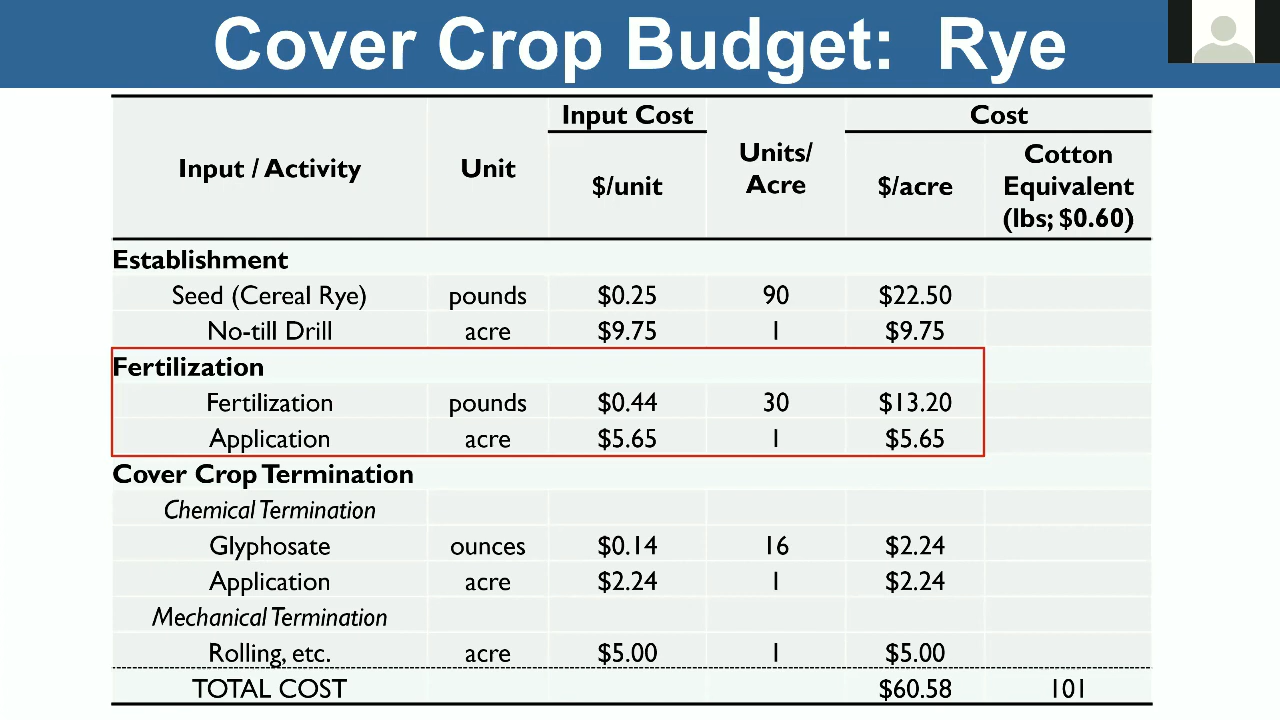 Cover Crop Budget: Rye
Input / Activity
Unit
Input Cost
$/unit
Units/
Acre
Cost
$/acre
Cotton
Equivalent
(lbs; $0.60)
Establishment
Seed (Cereal Rye) pounds $0.25 90 $22.50
No-till Drill acre $9.75 1 $9.75
Fertilization
Fertilization pounds $0.44 30 $13.20
Application acre $5.65 1 $5.65
Cover Crop Termination
Chemical Termination
Glyphosate ounces $0.14 16 $2.24
Application acre $2.24 1 $2.24
Mechanical Termination
Rolling, etc. acre $5.00 1 $5.00
TOTAL COST $60.58 101